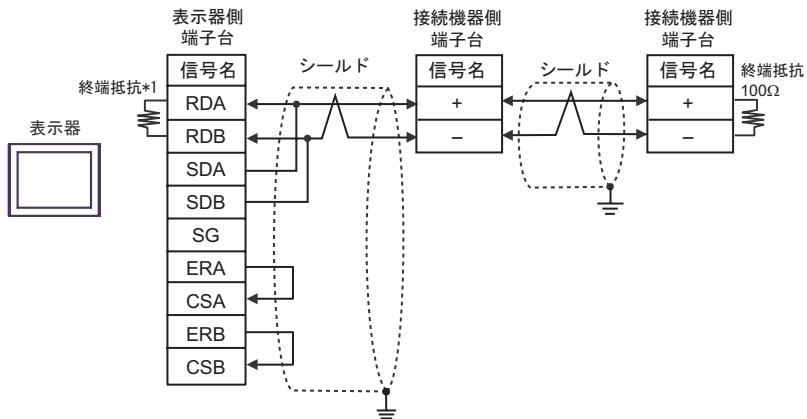 表示器側
端子台
接続機器側
端子台
接続機器側
端子台
信号名
シールド
信号名
シールド
信号名
終端抵抗
100Ω
終端抵抗*1
RDA
+
+
表示器
RDB
−
−
SDA
SDB
SG
ERA
CSA
ERB
CSB